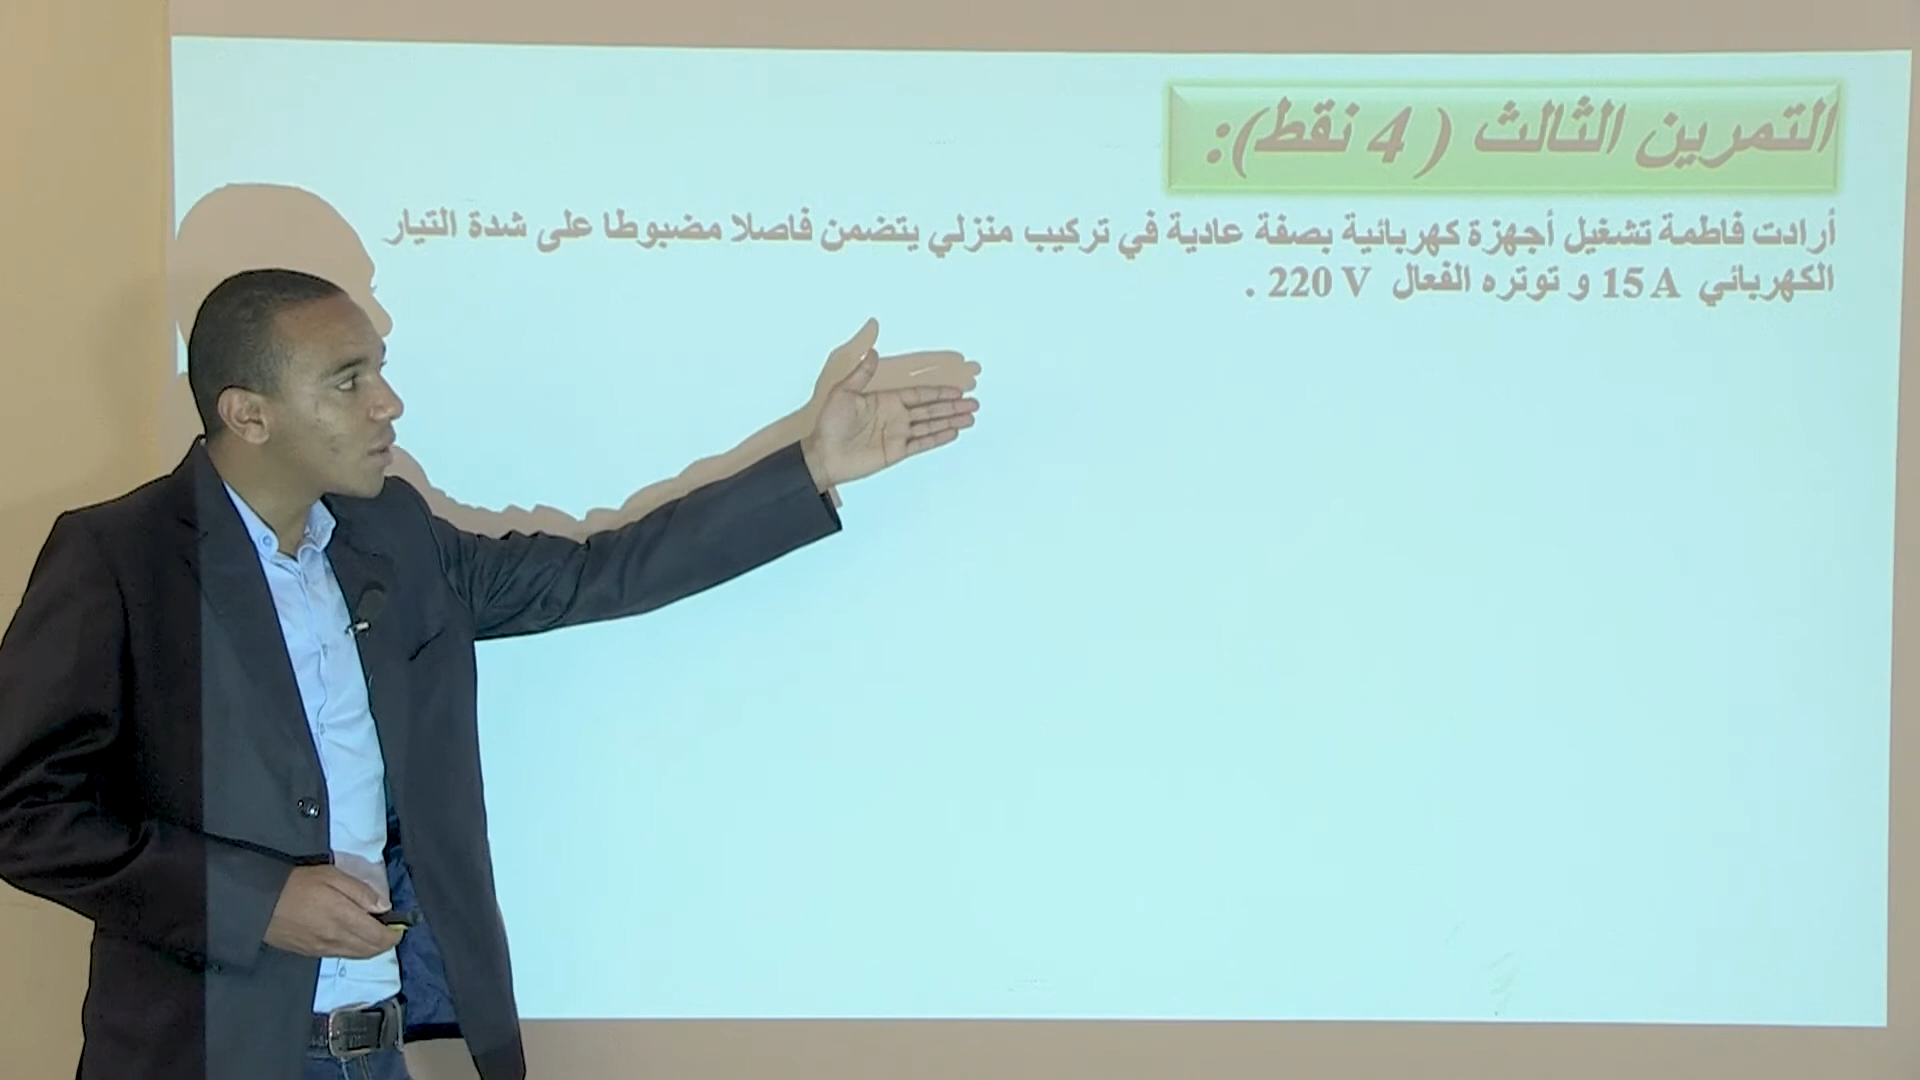 التمرين الثالث ( 4 نقط):
أرادت فاطمة تشغيل أجهزة كهربائية بصفة عادية في تركيب منزلي يتضمن فاصلا مضبوطا على شدة التيار
الكهربائي 15 A و توتره الفعال 220 V .